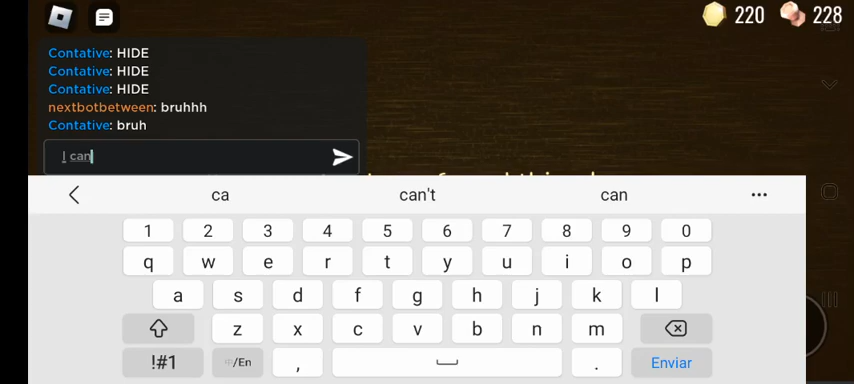 220 228
Contative: HIDE
Contative: HIDE
Contative: HIDE
nextbotbetween: bruhhh
Contative: bruh
I can
ca can't can
1 2 3 4 5 6 7 8 9 0
q w e r t y u i o p
a s d f g h j k l
z x c v b n m
!#1 /En , . Enviar